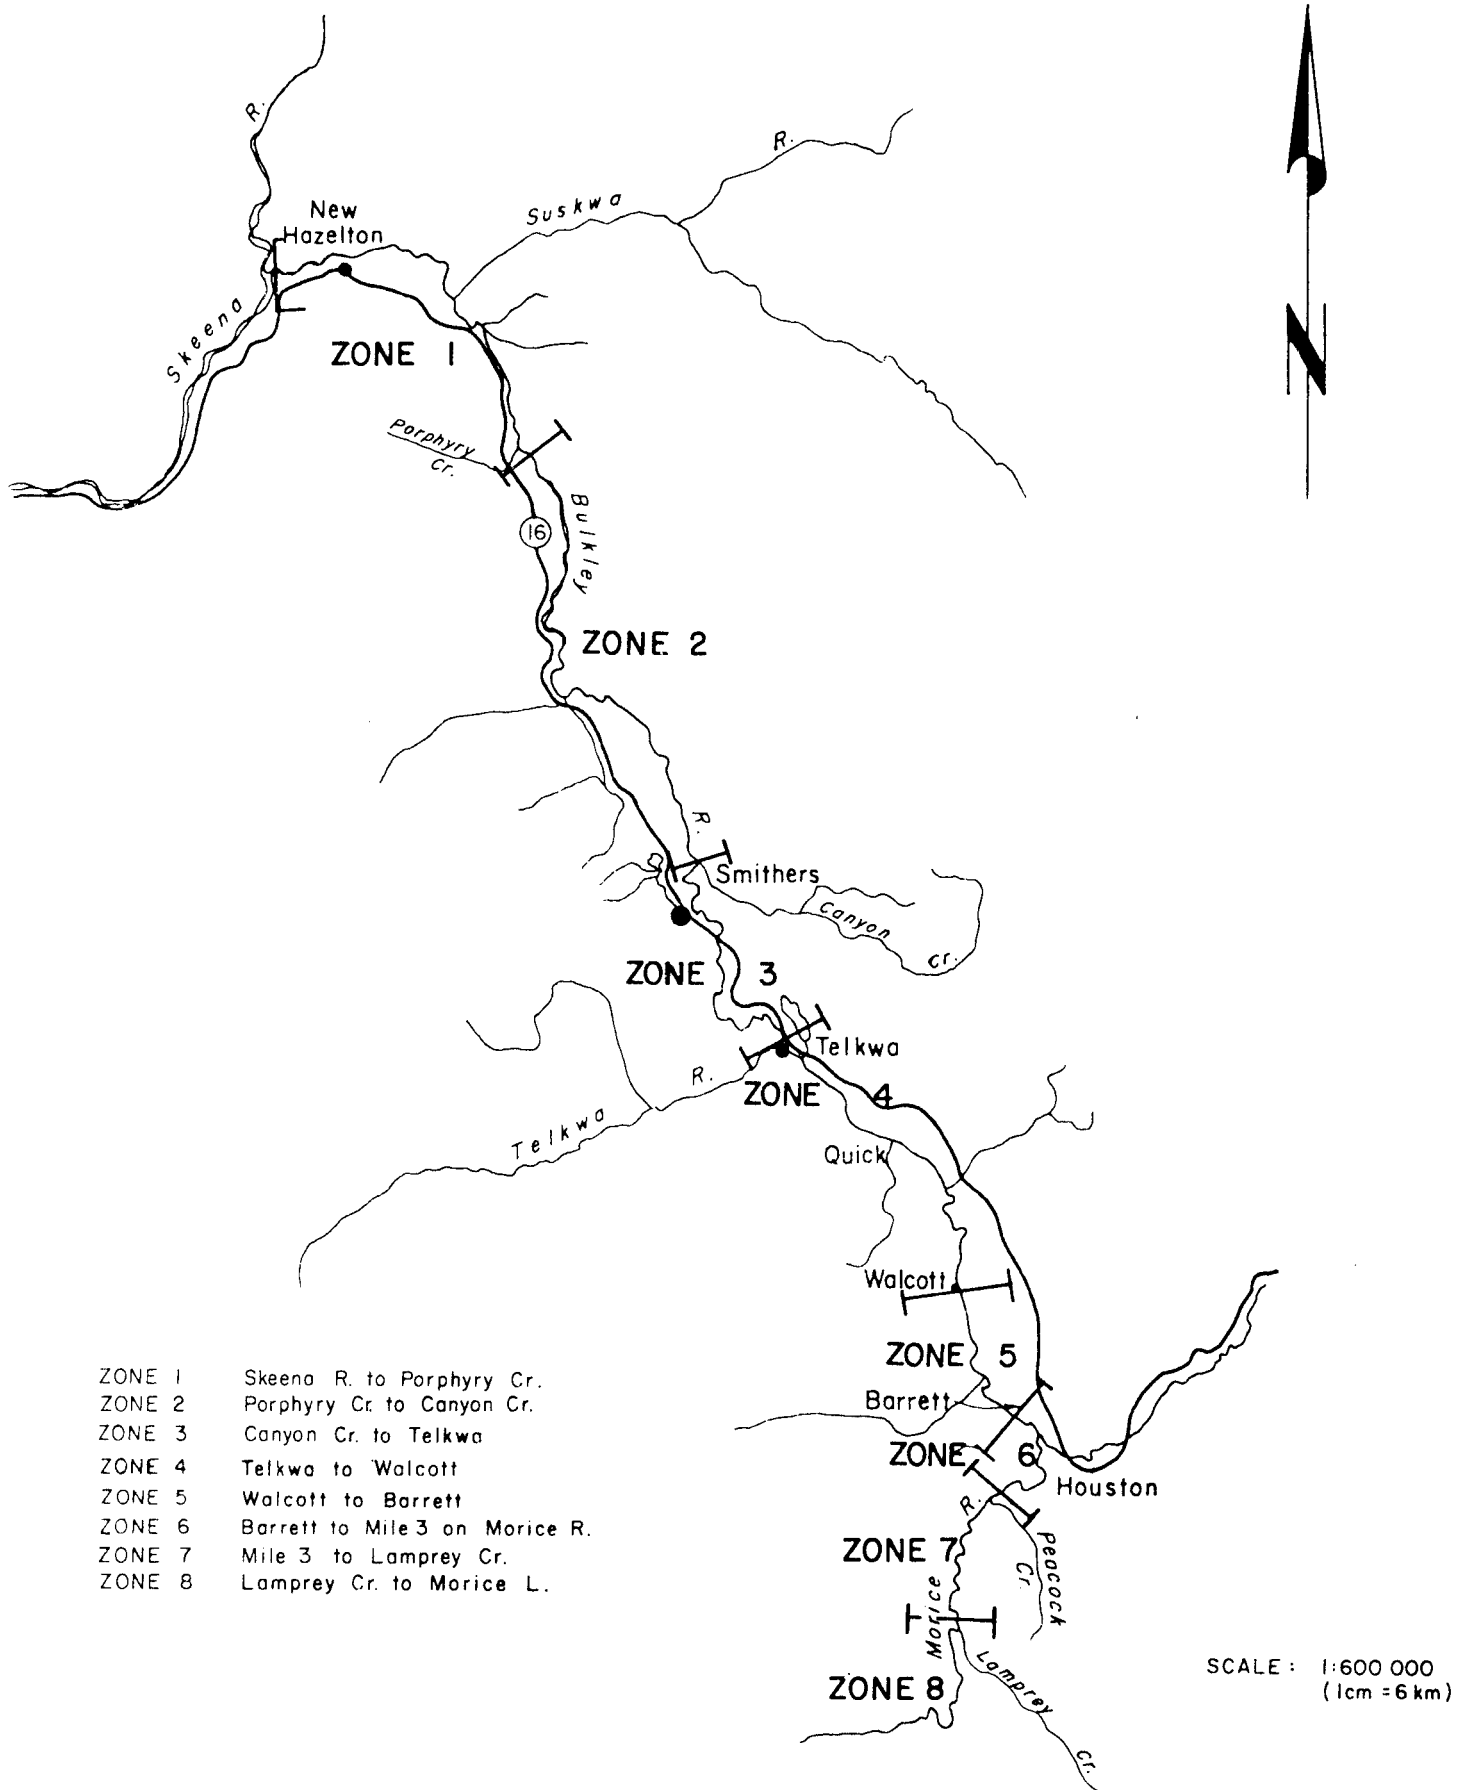 R.
R.
Suskwa
New
Hazelton
Skeena
ZONE 1
Porphyry
Cr.
Bulkley
16
N
ZONE 2
R.
Smithers
Canyon
Cr.
ZONE 3
Telkwa
R.
ZONE 4
Telkwa
Quick
Walcott
ZONE 5
Barrett
ZONE 6
Houston
R.
Peacock
Cr.
ZONE 7
Morice
Lamprey
Cr.
ZONE 8
ZONE 1 Skeena R. to Porphyry Cr.
ZONE 2 Porphyry Cr. to Canyon Cr.
ZONE 3 Canyon Cr. to Telkwa
ZONE 4 Telkwa to Walcott
ZONE 5 Walcott to Barrett
ZONE 6 Barrett to Mile 3 on Morice R.
ZONE 7 Mile 3 to Lamprey Cr.
ZONE 8 Lamprey Cr. to Morice L.
SCALE : 1:600 000
(1cm = 6 km)